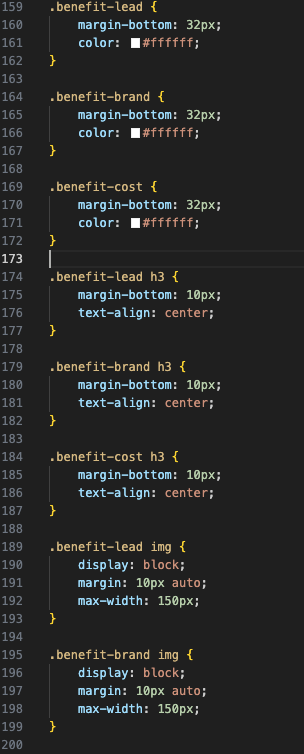 159 .benefit-lead {
160     margin-bottom: 32px;
161     color: #ffffff;
162 }
163
164 .benefit-brand {
165     margin-bottom: 32px;
166     color: #ffffff;
167 }
168
169 .benefit-cost {
170     margin-bottom: 32px;
171     color: #ffffff;
172 }
173
174 .benefit-lead h3 {
175     margin-bottom: 10px;
176     text-align: center;
177 }
178
179 .benefit-brand h3 {
180     margin-bottom: 10px;
181     text-align: center;
182 }
183
184 .benefit-cost h3 {
185     margin-bottom: 10px;
186     text-align: center;
187 }
188
189 .benefit-lead img {
190     display: block;
191     margin: 10px auto;
192     max-width: 150px;
193 }
194
195 .benefit-brand img {
196     display: block;
197     margin: 10px auto;
198     max-width: 150px;
199 }
200